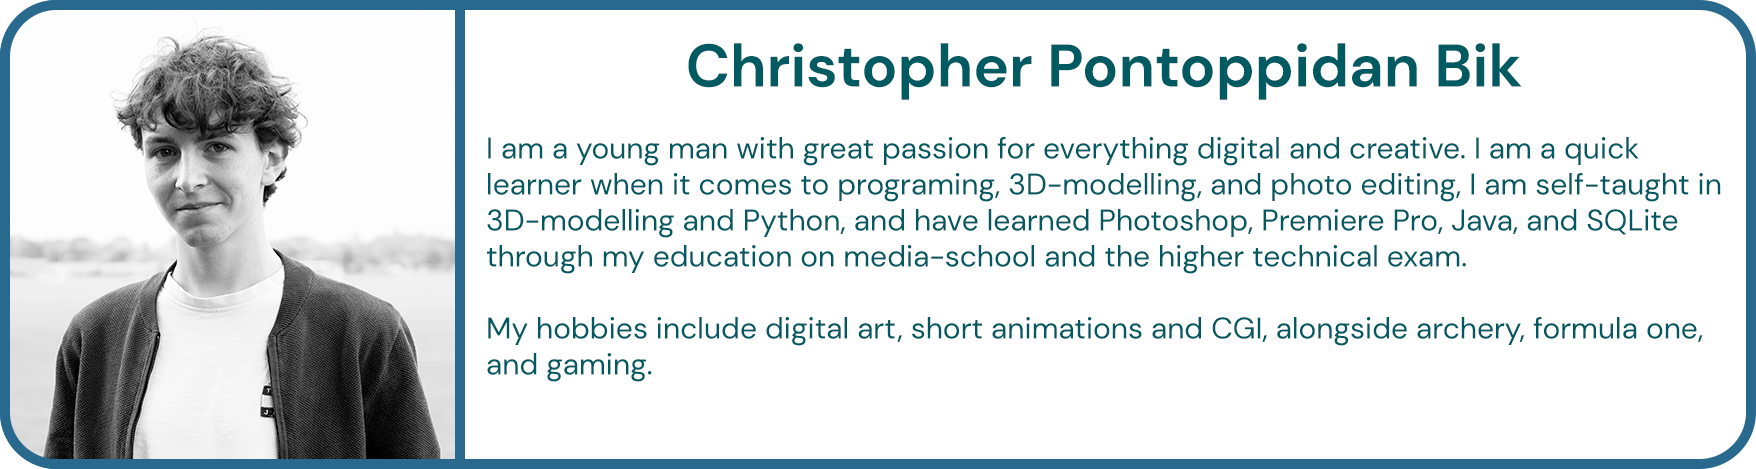 Christopher Pontoppidan Bik
I am a young man with great passion for everything digital and creative. I am a quick
learner when it comes to programing, 3D-modelling, and photo editing, I am self-taught in
3D-modelling and Python, and have learned Photoshop, Premiere Pro, Java, and SQLite
through my education on media-school and the higher technical exam.
My hobbies include digital art, short animations and CGI, alongside archery, formula one,
and gaming.